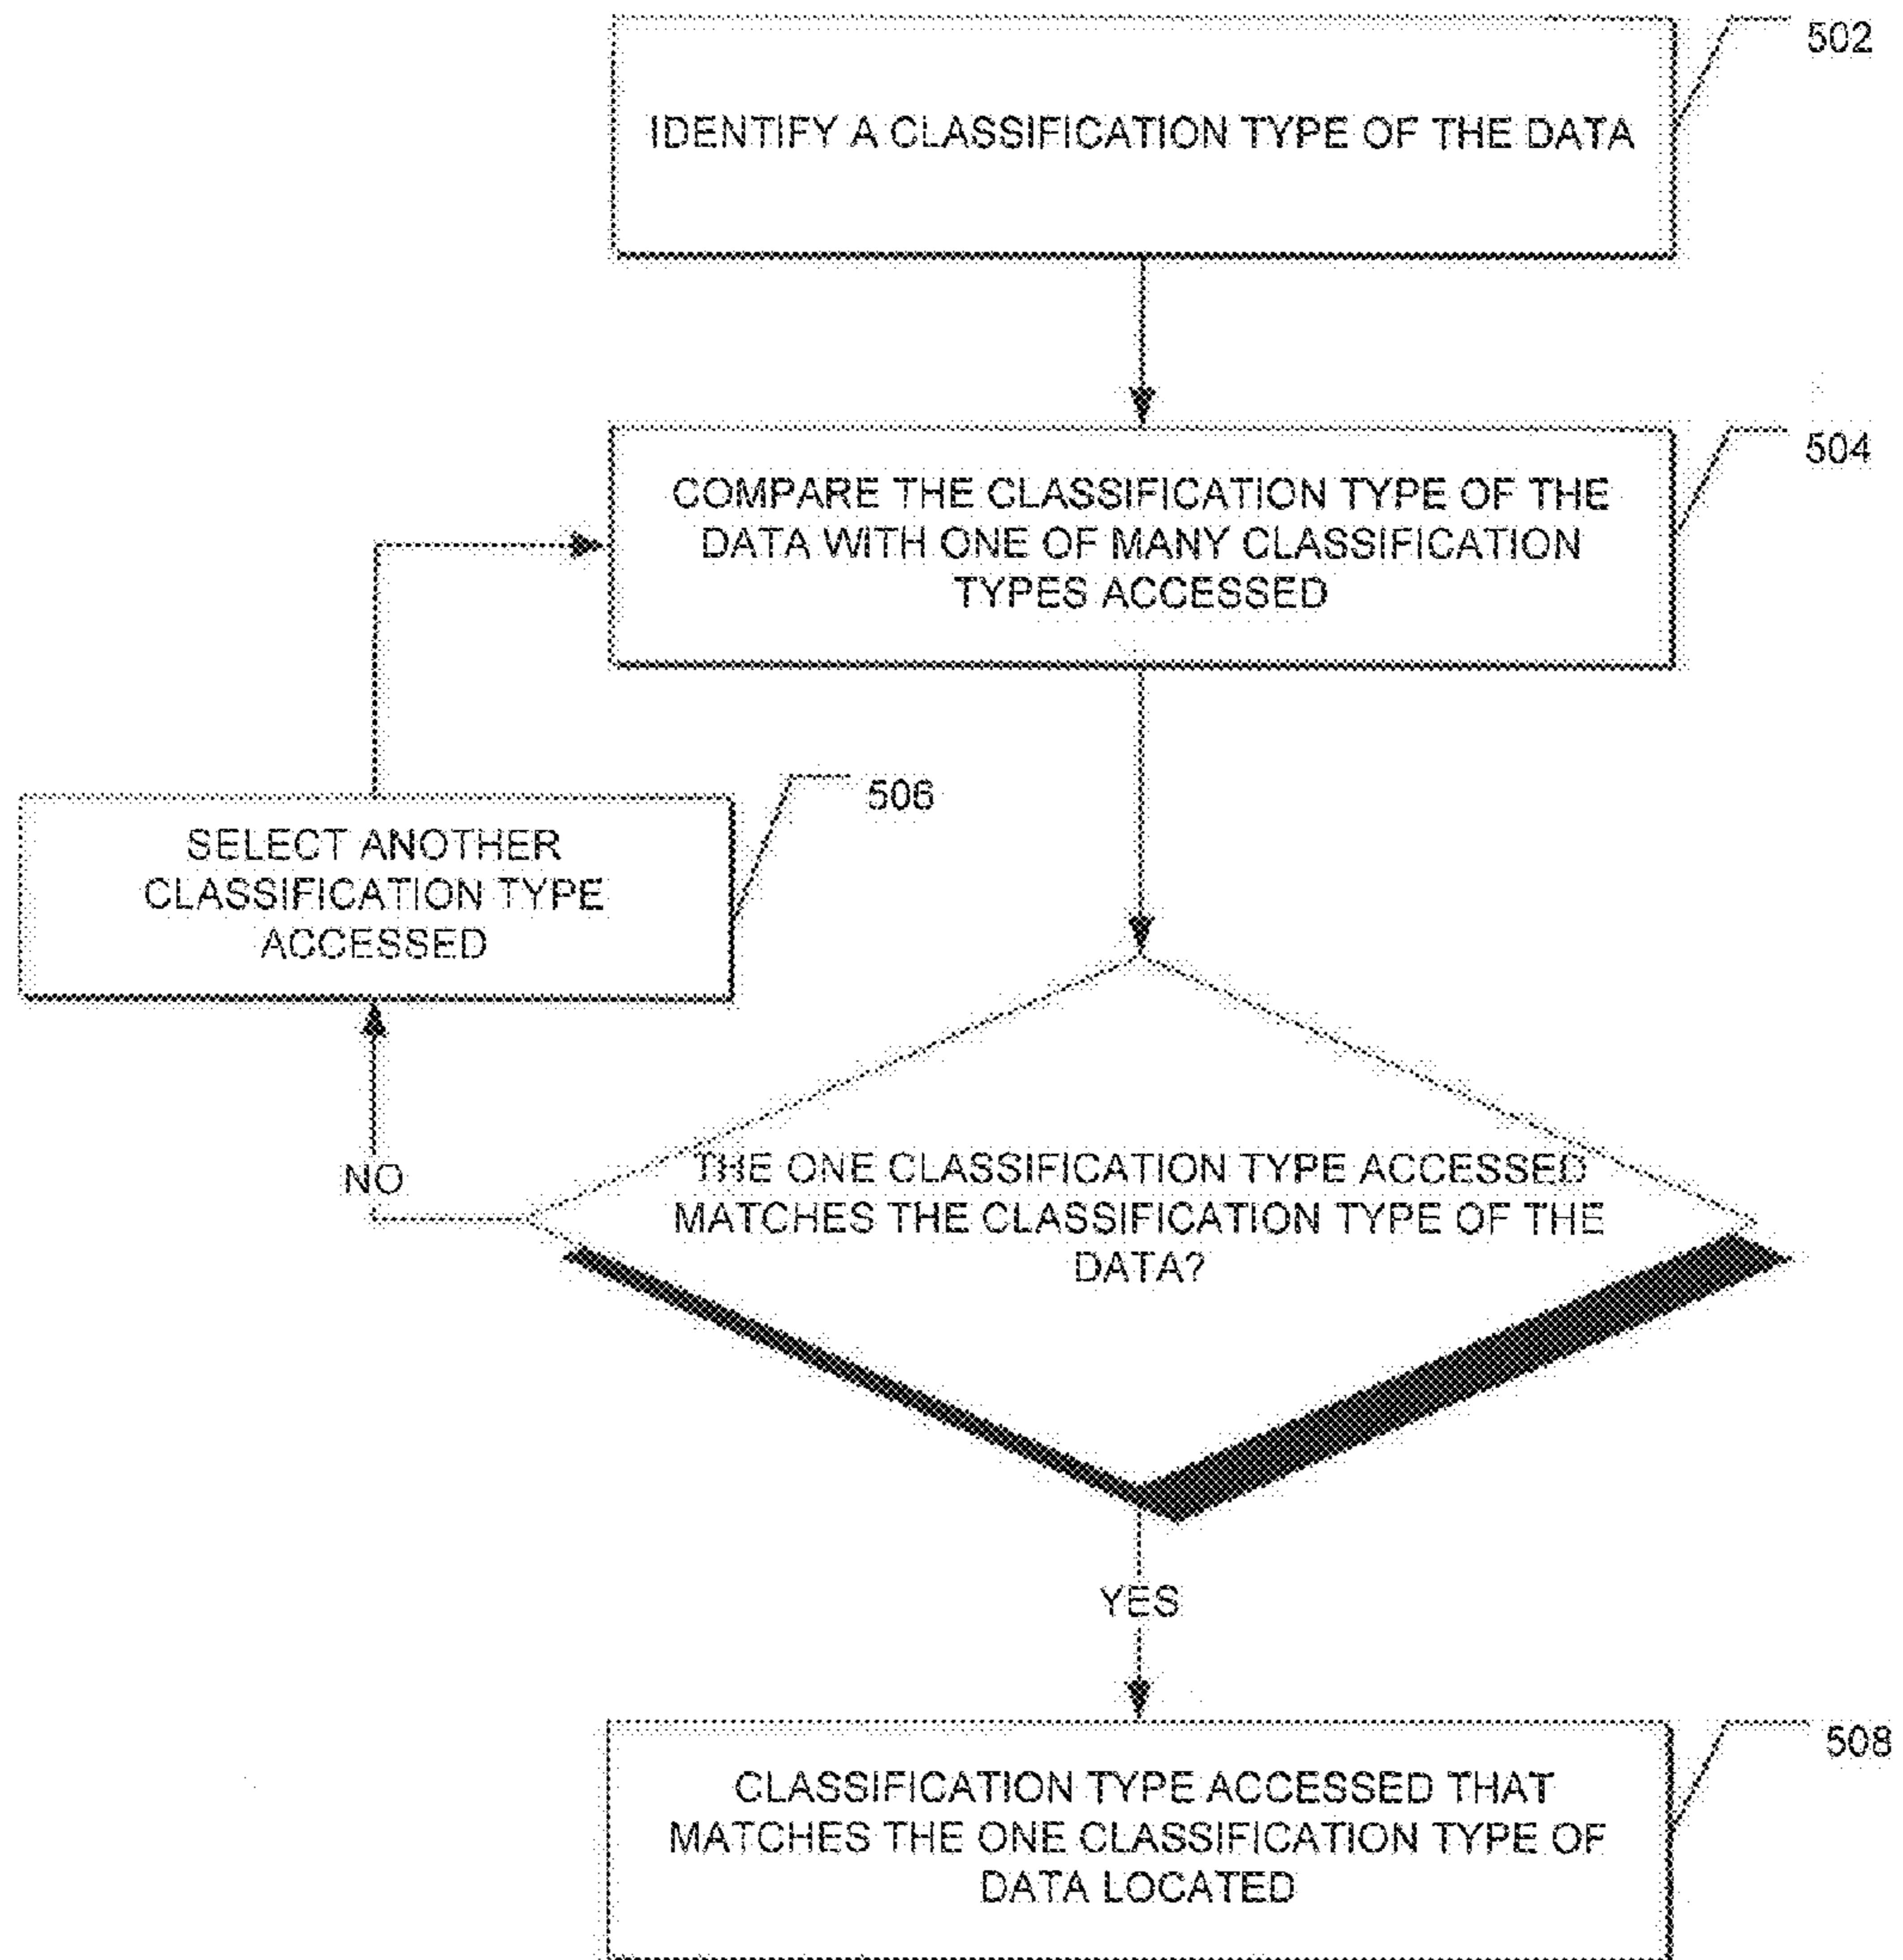 502
IDENTIFY A CLASSIFICATION TYPE OF THE DATA
504
COMPARE THE CLASSIFICATION TYPE OF THE
DATA WITH ONE OF MANY CLASSIFICATION
TYPES ACCESSED
506
SELECT ANOTHER
CLASSIFICATION TYPE
ACCESSED
NO
THE ONE CLASSIFICATION TYPE ACCESSED
MATCHES THE CLASSIFICATION TYPE OF THE
DATA?
YES
508
CLASSIFICATION TYPE ACCESSED THAT
MATCHES THE ONE CLASSIFICATION TYPE OF
DATA LOCATED